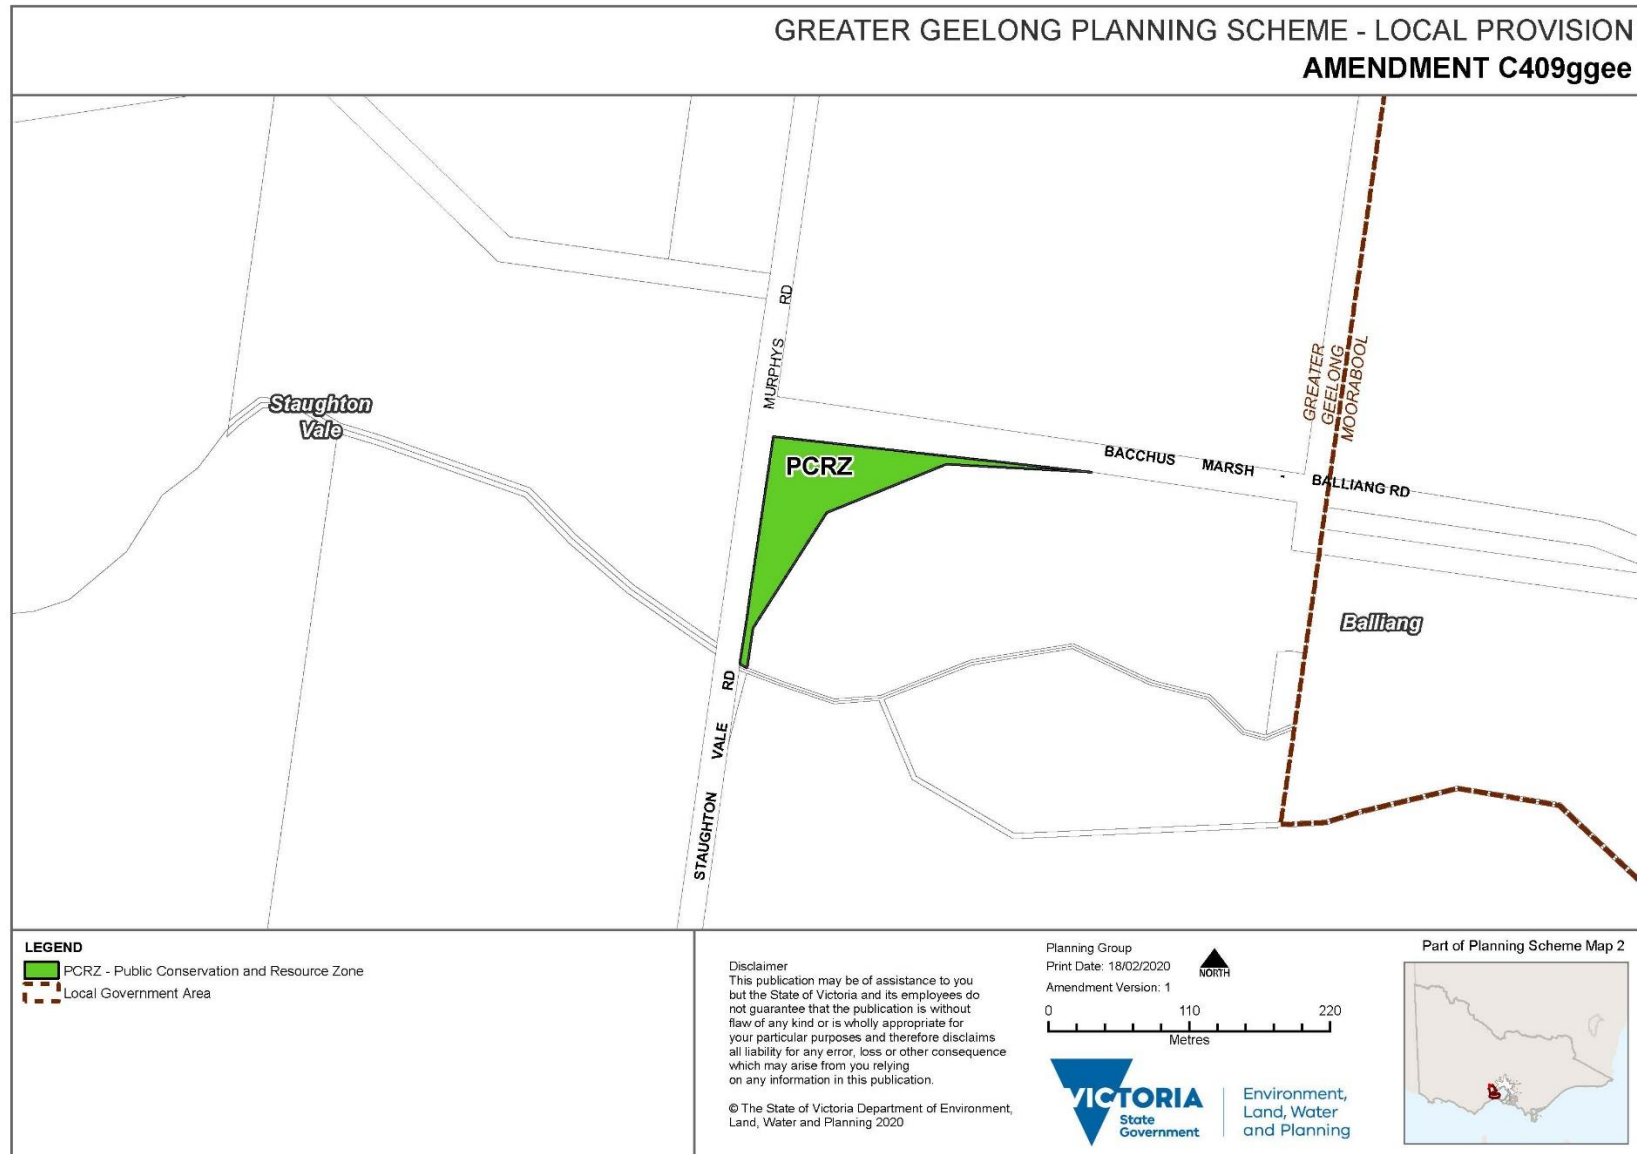 GREATER GEELONG PLANNING SCHEME - LOCAL PROVISION
AMENDMENT C409ggee
MURPHYS RD
Staughton
Vale
PCRZ
BACCHUS MARSH - BALLIANG RD
GREATER
GEELONG
MOORABOOL
Balliang
STAUGHTON VALE RD
LEGEND
PCRZ - Public Conservation and Resource Zone
Local Government Area
Disclaimer
This publication may be of assistance to you
but the State of Victoria and its employees do
not guarantee that the publication is without
flaw of any kind or is wholly appropriate for
your particular purposes and therefore disclaims
all liability for any error, loss or other consequence
which may arise from you relying
on any information in this publication.
© The State of Victoria Department of Environment,
Land, Water and Planning 2020
Planning Group
Print Date: 18/02/2020
Amendment Version: 1
NORTH
0 110 220
Metres
VICTORIA
State
Government
Environment,
Land, Water
and Planning
Part of Planning Scheme Map 2